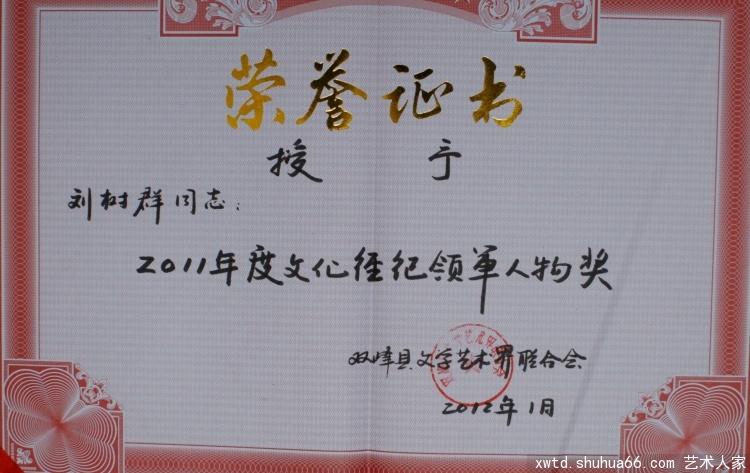 荣誉证书
授予
刘树群同志：
2011年度文化经纪领军人物奖
双峰县文学艺术界联合会
2012年1月
xwtd.shuhua66.com 艺术人家